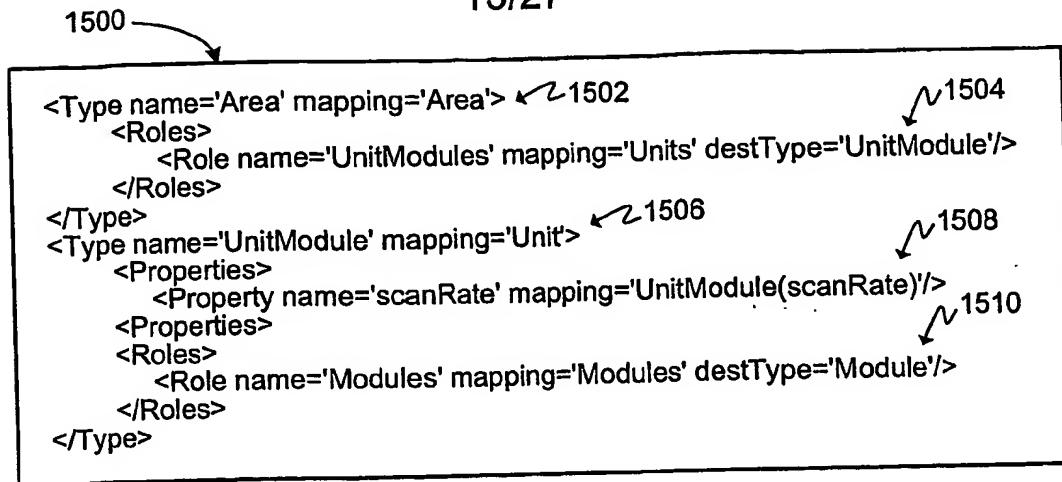 1500
<Type name='Area' mapping='Area'> 1502
<Roles> 1504
<Role name='UnitModules' mapping='Units' destType='UnitModule'/>
</Roles>
</Type>
<Type name='UnitModule' mapping='Unit'> 1506
<Properties> 1508
<Property name='scanRate' mapping='UnitModule(scanRate)'/>
<Properties>
<Roles> 1510
<Role name='Modules' mapping='Modules' destType='Module'/>
</Roles>
</Type>